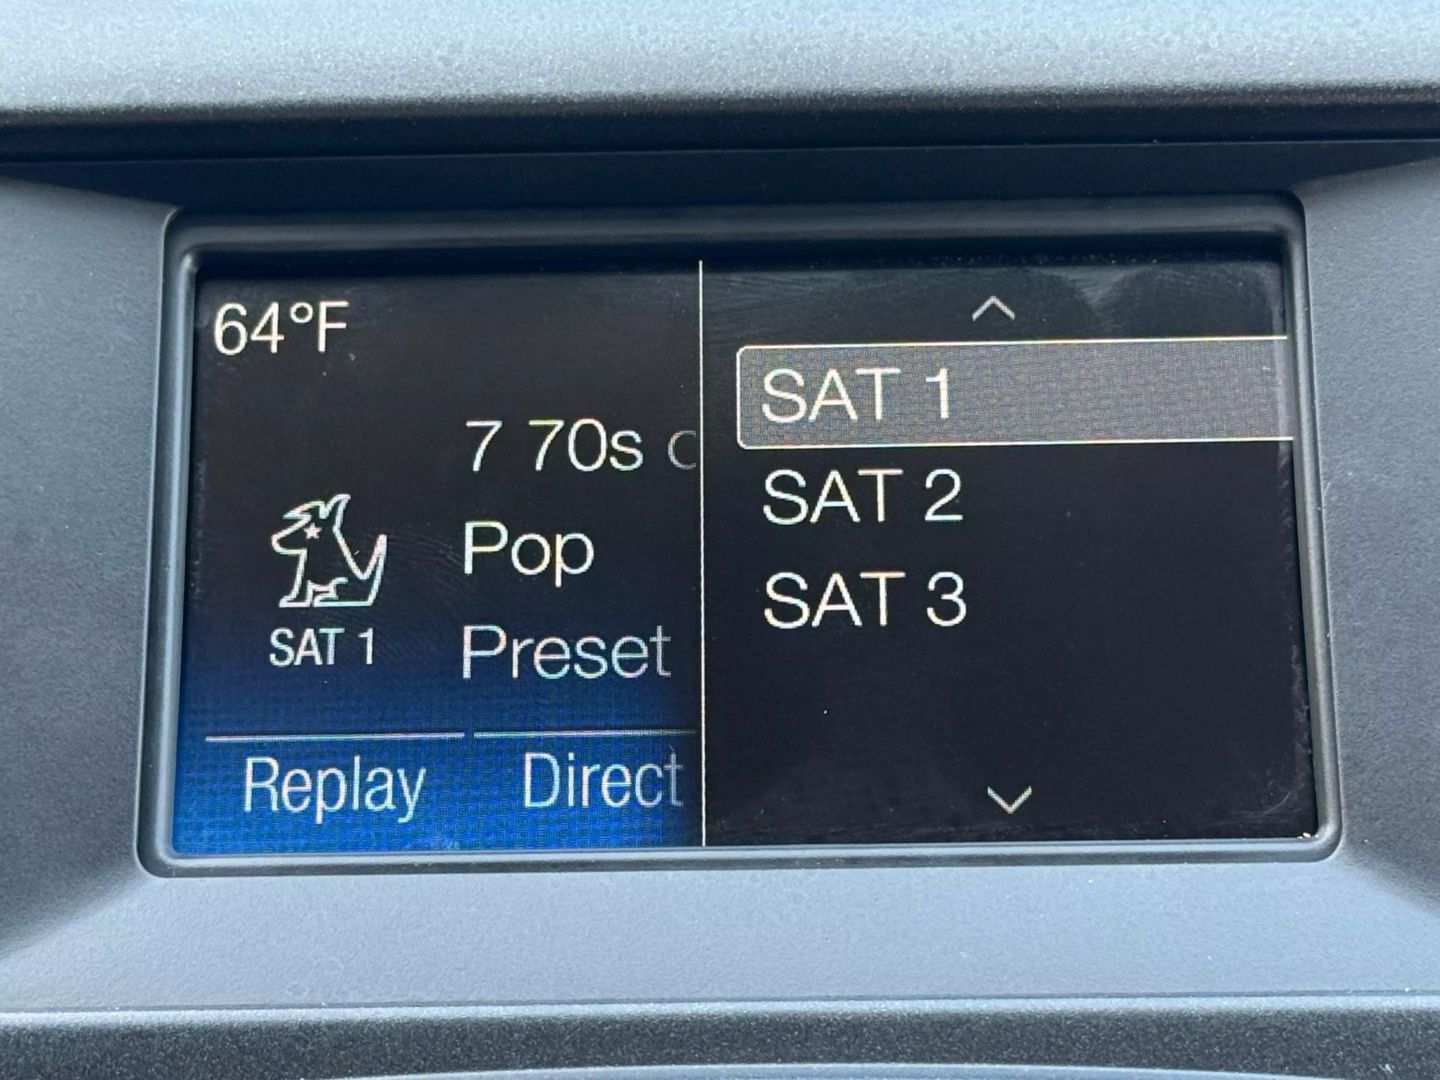 64°F
7 70s
Pop
Preset
SAT 1
Replay
Direct
SAT 1
SAT 2
SAT 3